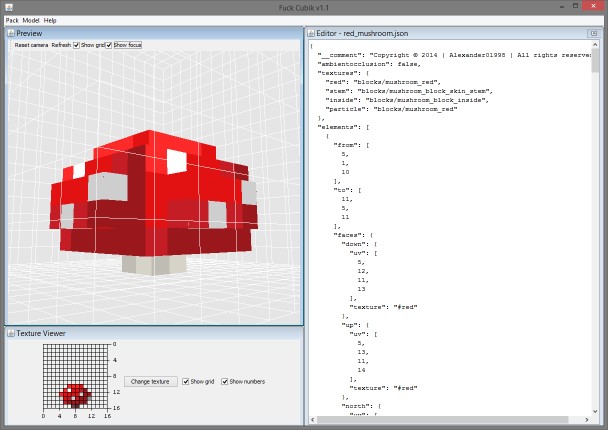 Fuck Cubik v1.1
Pack Model Help
Preview
Reset camera Refresh Show grid Show focus
Texture Viewer
0
4
8
12
16
0 4 8 12 16
Change texture Show grid Show numbers
Editor - red_mushroom.json
{
"__comment": "Copyright © 2014 | Alexander01998 | All rights reserve
"ambientocclusion": false,
"textures": {
"red": "blocks/mushroom_red",
"stem": "blocks/mushroom_block_skin_stem",
"inside": "blocks/mushroom_block_inside",
"particle": "blocks/mushroom_red"
},
"elements": [
{
"from": [
5,
1,
10
],
"to": [
11,
5,
11
],
"faces": {
"down": {
"uv": [
5,
12,
11,
13
],
"texture": "#red"
},
"up": {
"uv": [
5,
13,
11,
14
],
"texture": "#red"
},
"north": {